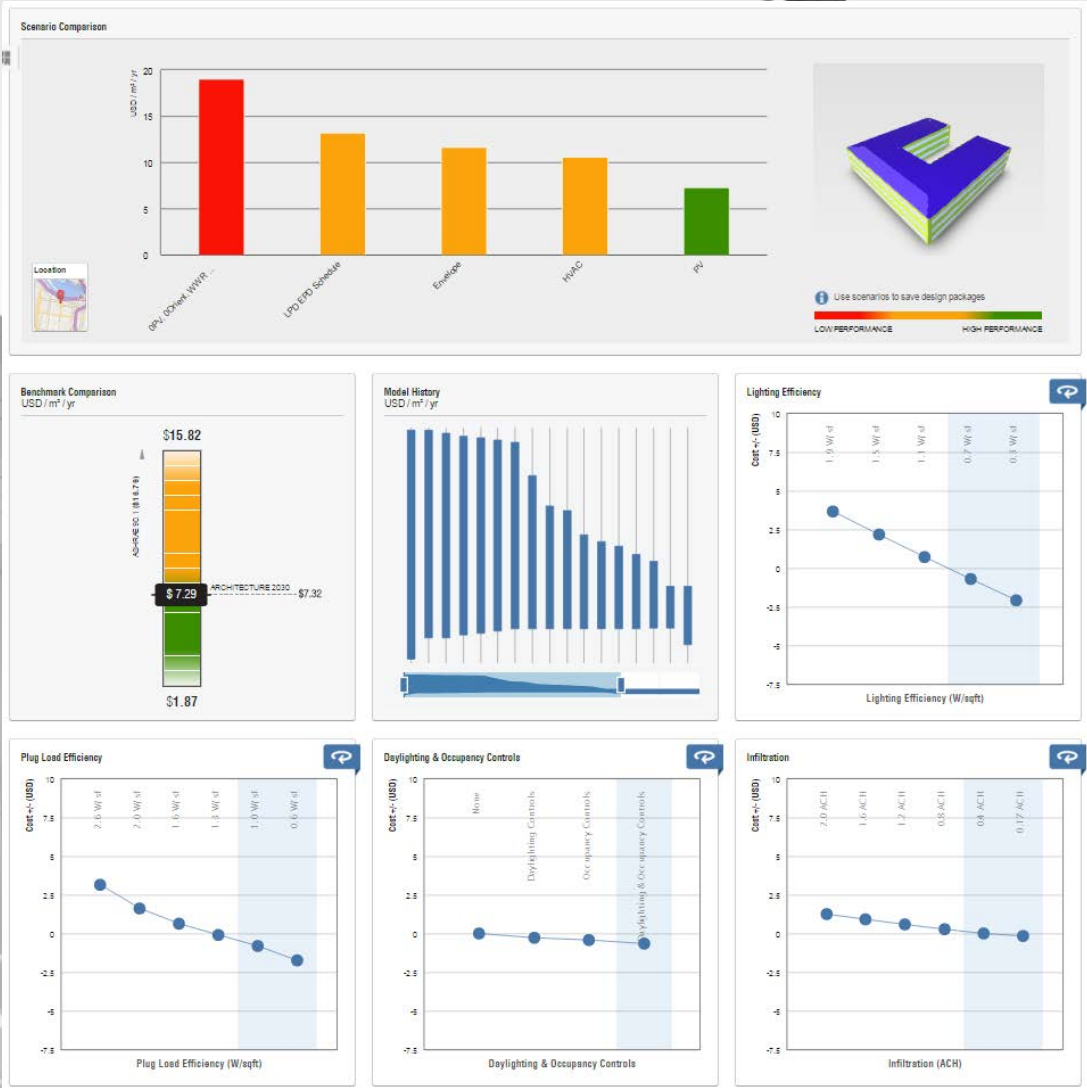 Scenario Comparison
USD / m² / yr
20
15
10
5
0
0PV, 0Orient, WWR ...
LPD EPD Schedule
Envelope
HVAC
PV
Location
Use scenarios to save design packages
LOW PERFORMANCE
HIGH PERFORMANCE
Benchmark Comparison
USD / m² / yr
$15.82
ASHRAE 90.1 ($16.79)
ARCHITECTURE 2030
$ 7.29
$7.32
$1.87
Model History
USD / m² / yr
Lighting Efficiency
Cost +/- (USD)
10
7.5
5
2.5
0
-2.5
-5
-7.5
1.9 W/sf
1.5 W/sf
1.1 W/sf
0.7 W/sf
0.3 W/sf
Lighting Efficiency (W/sqft)
Plug Load Efficiency
Cost +/- (USD)
10
7.5
5
2.5
0
-2.5
-5
-7.5
2.6 W/sf
2.0 W/sf
1.6 W/sf
1.3 W/sf
1.0 W/sf
0.6 W/sf
Plug Load Efficiency (W/sqft)
Daylighting & Occupancy Controls
Cost +/- (USD)
10
7.5
5
2.5
0
-2.5
-5
-7.5
None
Daylighting Controls
Occupancy Controls
Daylighting & Occupancy Controls
Daylighting & Occupancy Controls
Infiltration
Cost +/- (USD)
10
7.5
5
2.5
0
-2.5
-5
-7.5
2.0 ACH
1.6 ACH
1.2 ACH
0.8 ACH
0.4 ACH
0.17 ACH
Infiltration (ACH)